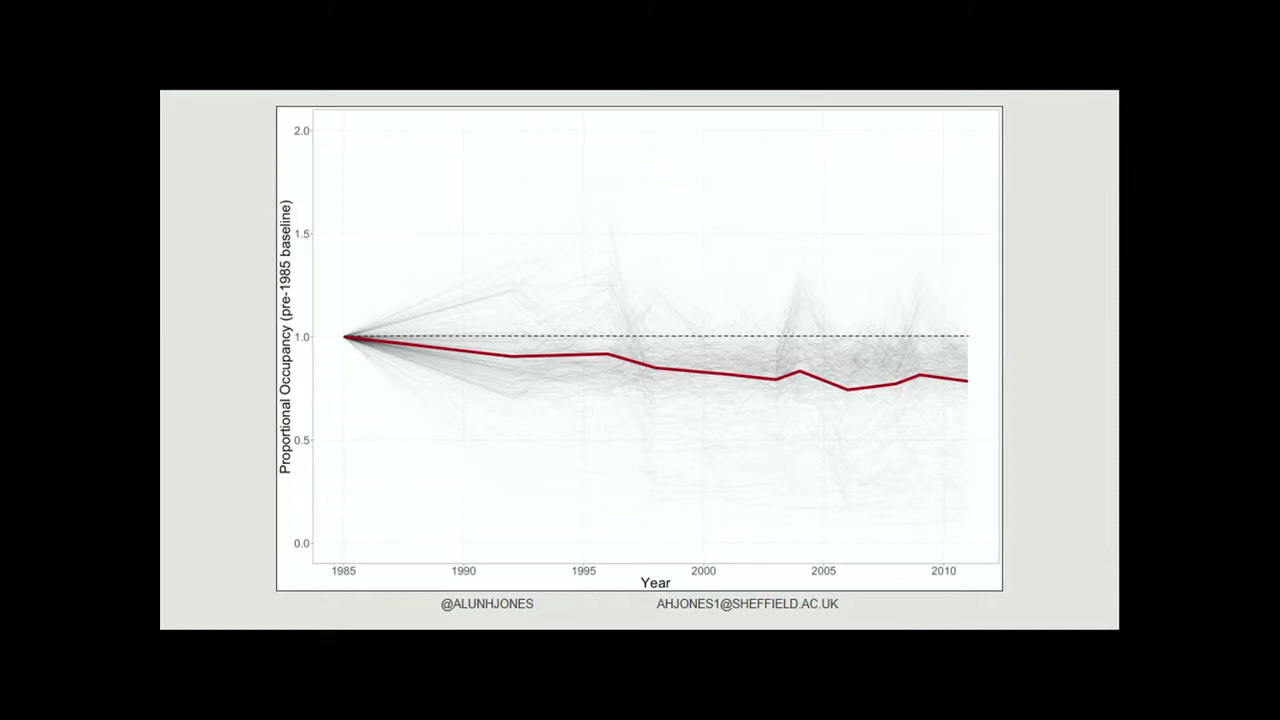 2.0
1.5
1.0
0.5
0.0
Proportional Occupancy (pre-1985 baseline)
1985 1990 1995 2000 2005 2010
Year
@ALUNHJONES AHJONES1@SHEFFIELD.AC.UK